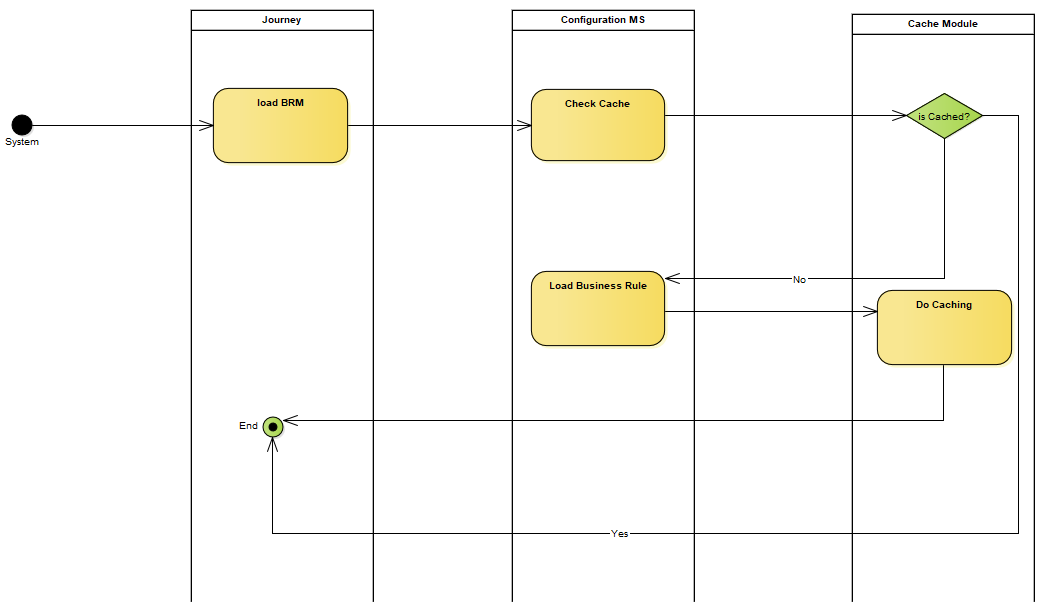 Journey
Configuration MS
Cache Module
load BRM
Check Cache
is Cached?
System
No
Load Business Rule
Do Caching
End
Yes